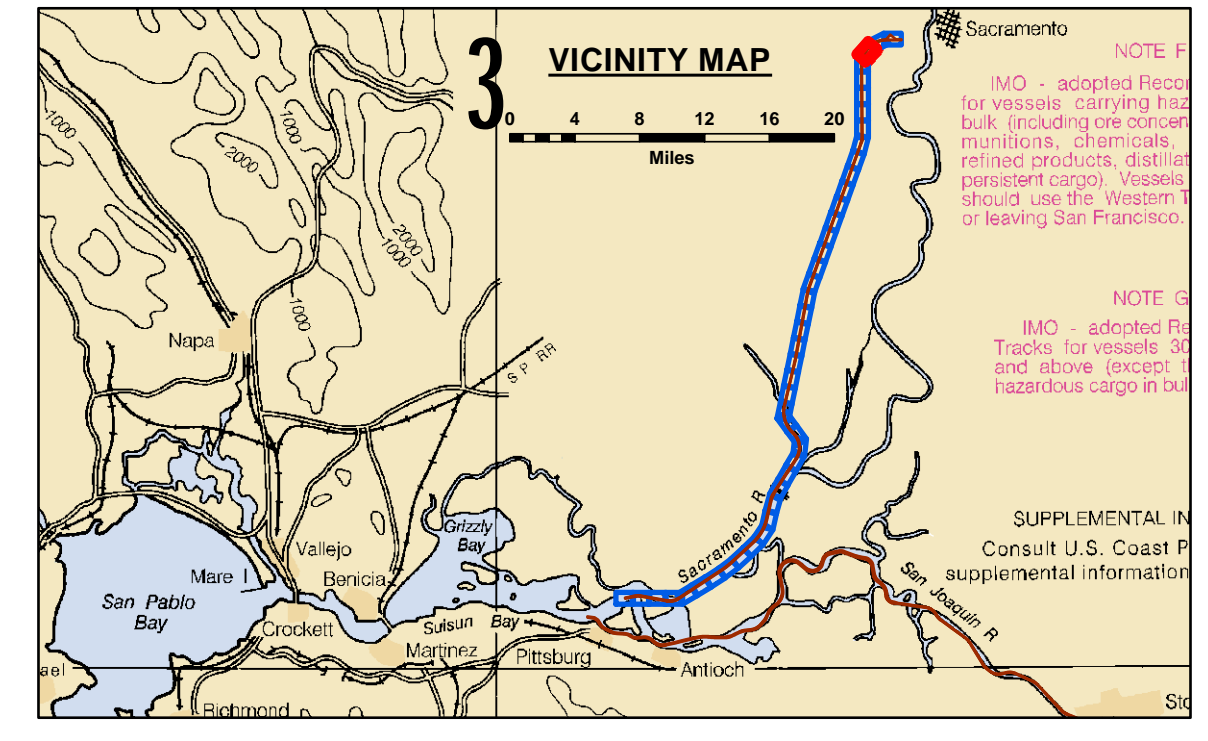 3
VICINITY MAP
0 4 8 12 16 20
Miles
Sacramento
NOTE F
IMO - adopted Recor
for vessels carrying haz
bulk (including ore concen
munitions, chemicals,
refined products, distillat
persistent cargo). Vessels
should use the Western T
or leaving San Francisco.
NOTE G
IMO - adopted Re
Tracks for vessels 30
and above (except t
hazardous cargo in bul
1000
2000
1000
2000
1000
1000
Napa
S P RR
Grizzly
Bay
Sacramento R
SUPPLEMENTAL IN
Consult U.S. Coast P
supplemental information
Vallejo
Mare I
Benicia
San Pablo
Bay
Crockett
Suisun Bay
Martinez
Pittsburg
Antioch
San Joaquin R
ael
Richmond
Sto